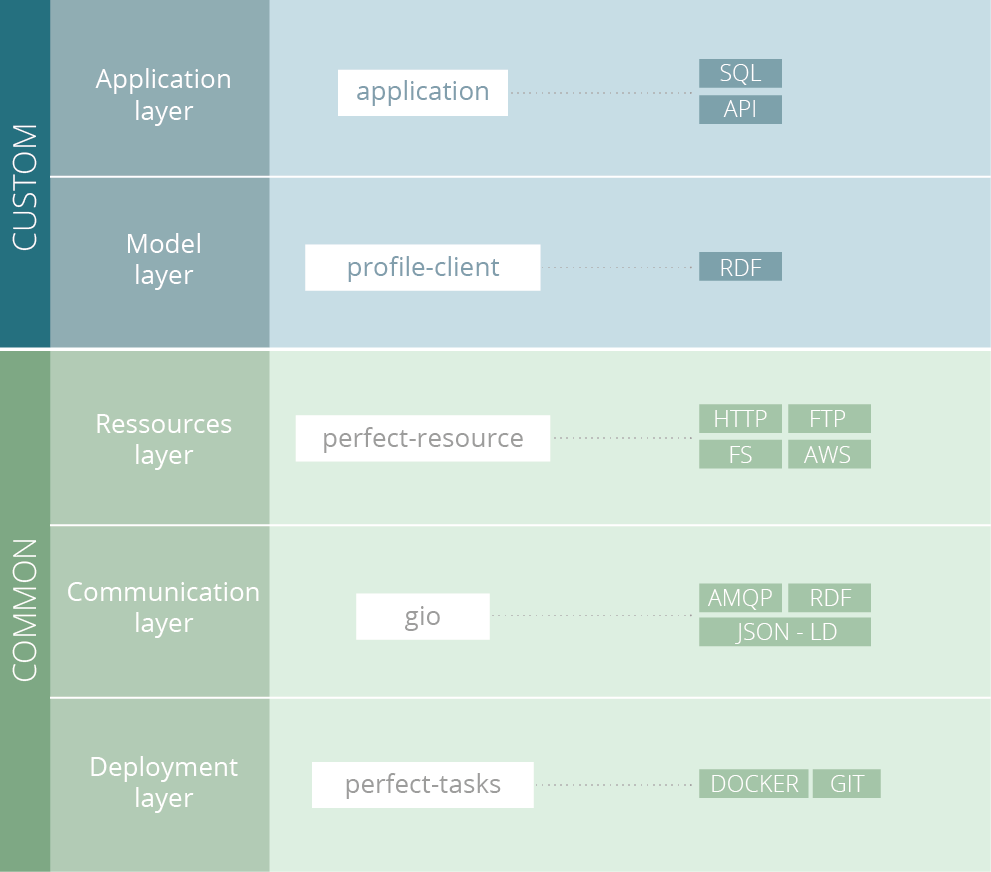 CUSTOM
Application
layer
application
SQL
API
Model
layer
profile-client
RDF
COMMON
Ressources
layer
perfect-resource
HTTP FTP
FS AWS
Communication
layer
gio
AMQP RDF
JSON - LD
Deployment
layer
perfect-tasks
DOCKER GIT